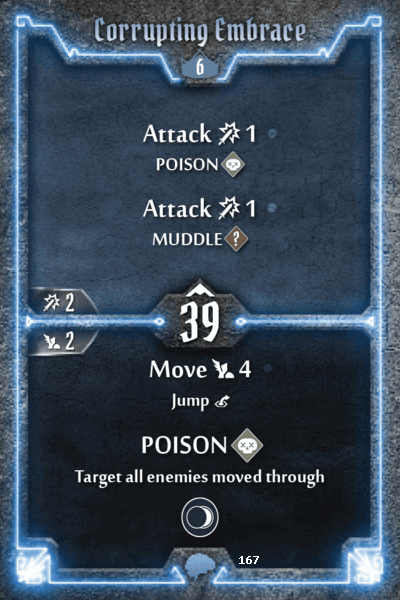 Corrupting Embrace
6
Attack 1
POISON
Attack 1
MUDDLE ?
2
39
2
Move 4
Jump
POISON
Target all enemies moved through
167